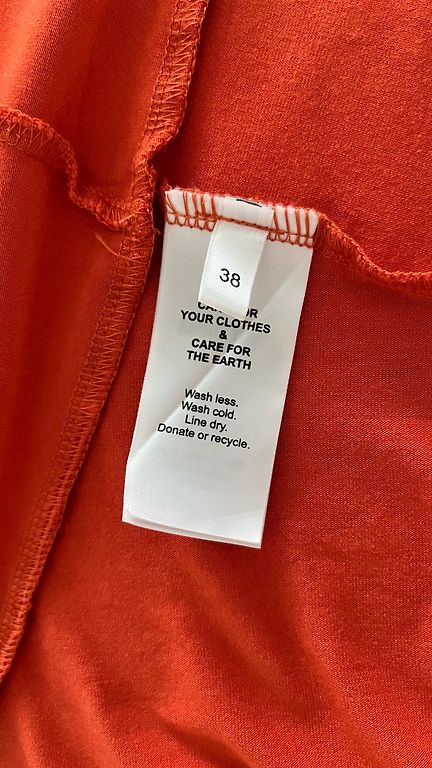 38
YOUR CLOTHES
&
CARE FOR
THE EARTH
Wash less.
Wash cold.
Line dry.
Donate or recycle.